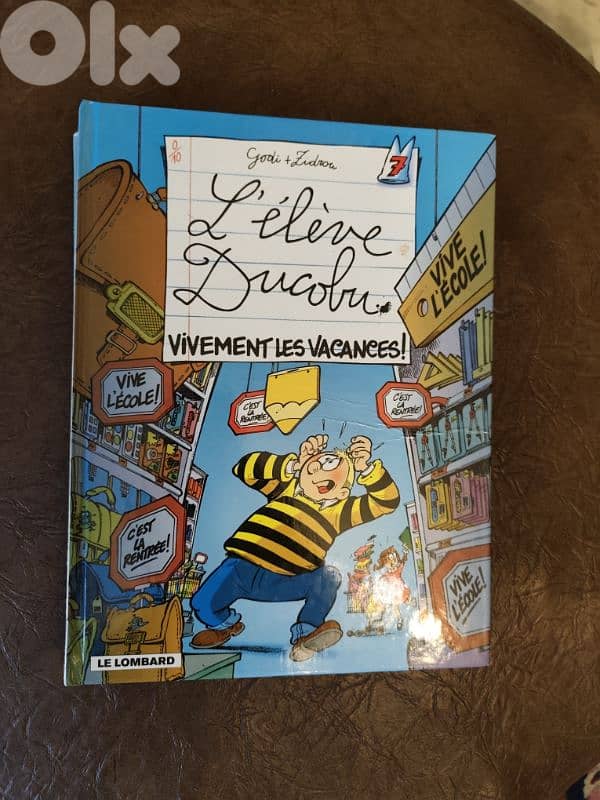 Olx
0/10
Godi + Zidrou
7
L'élève
Ducobu
VIVEMENT LES VACANCES!
VIVE
L'ÉCOLE!
VIVE
L'ÉCOLE!
C'EST
LA
RENTRÉE!
C'EST
LA
RENTRÉE!
C'EST
LA
RENTRÉE!
VIVE
L'ÉCOLE!
LE LOMBARD